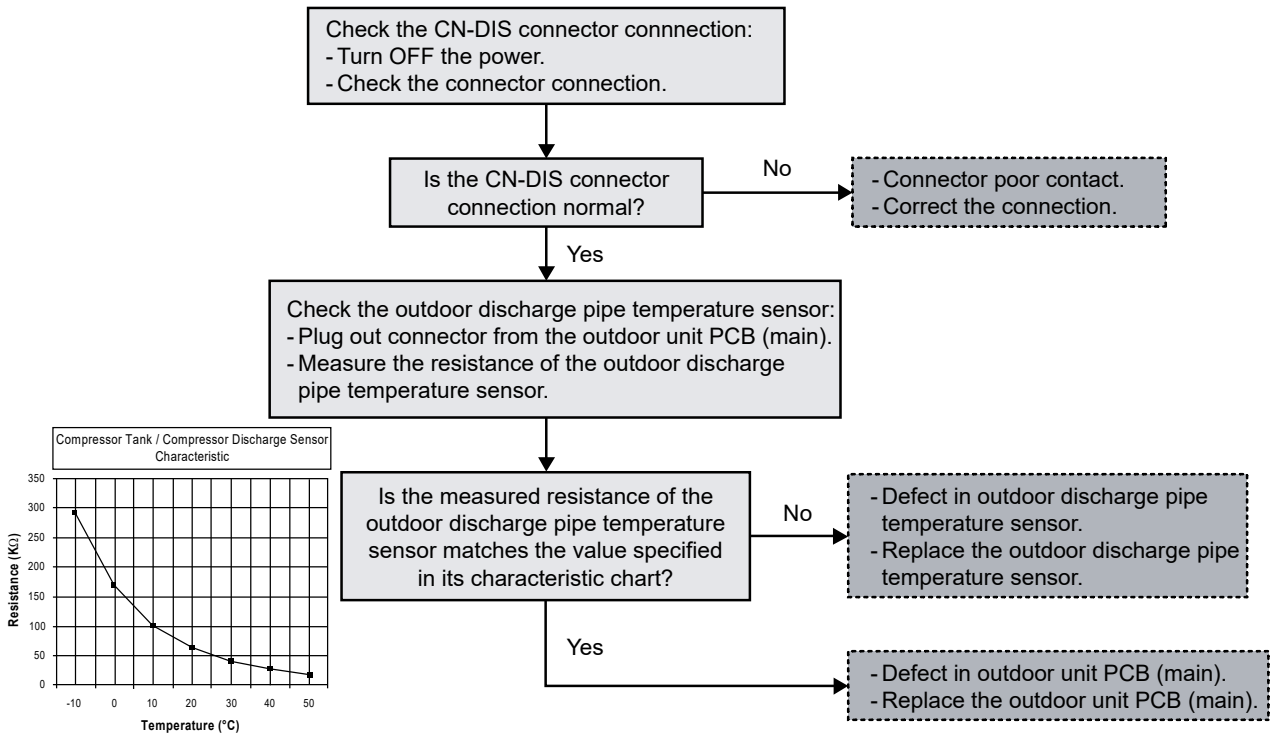 Check the CN-DIS connector connnection:
- Turn OFF the power.
- Check the connector connection.
Is the CN-DIS connector
connection normal?
No
- Connector poor contact.
- Correct the connection.
Yes
Check the outdoor discharge pipe temperature sensor:
- Plug out connector from the outdoor unit PCB (main).
- Measure the resistance of the outdoor discharge
pipe temperature sensor.
Compressor Tank / Compressor Discharge Sensor
Characteristic
Resistance (KΩ)
350
300
250
200
150
100
50
0
-10 0 10 20 30 40 50
Temperature (°C)
Is the measured resistance of the
outdoor discharge pipe temperature
sensor matches the value specified
in its characteristic chart?
No
- Defect in outdoor discharge pipe
temperature sensor.
- Replace the outdoor discharge pipe
temperature sensor.
Yes
- Defect in outdoor unit PCB (main).
- Replace the outdoor unit PCB (main).